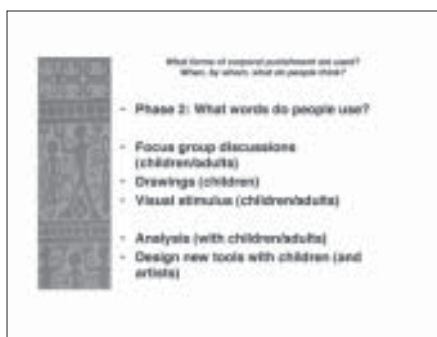 What forms of corporal punishment are used?
When, by whom, what do people think?
- Phase 2: What words do people use?
- Focus group discussions
(children/adults)
- Drawings (children)
- Visual stimulus (children/adults)
- Analysis (with children/adults)
- Design new tools with children (and
artists)